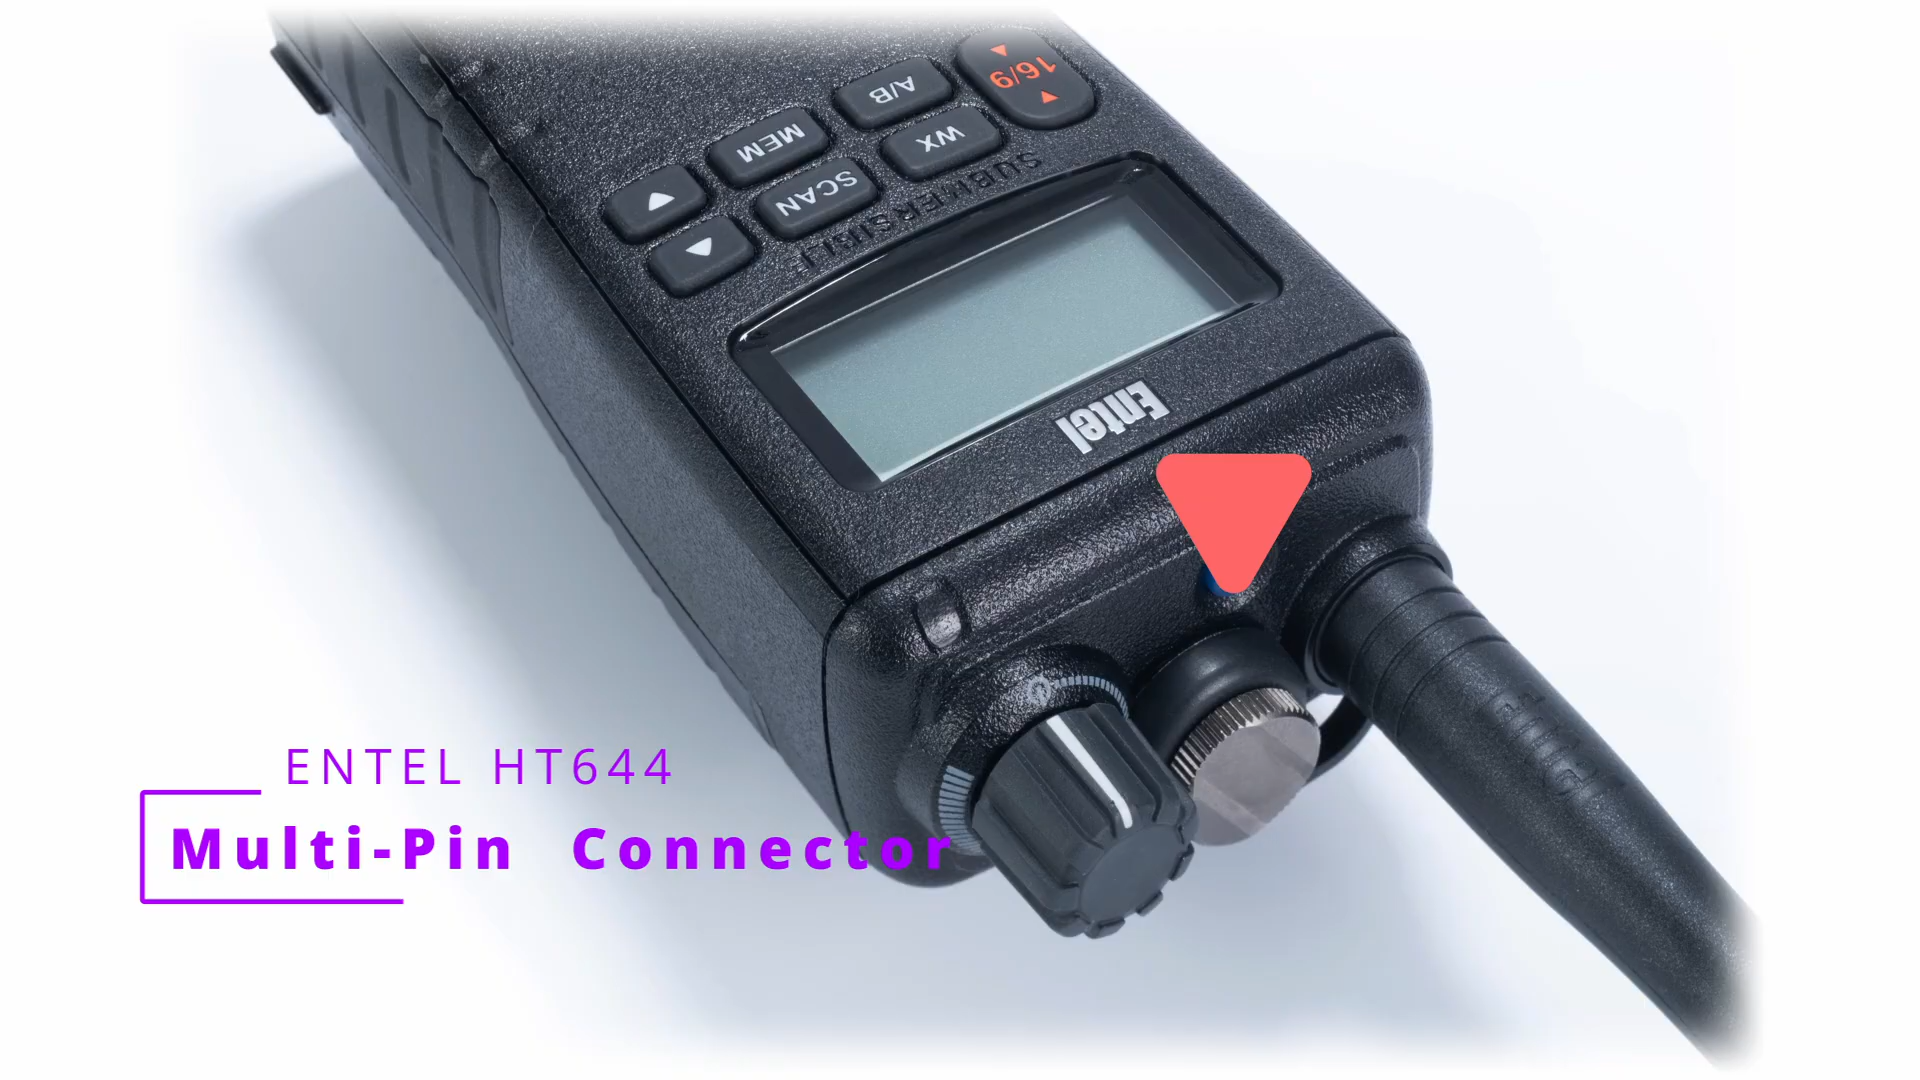 16/9
A/B
MEM
WX
SCAN
SUBMERSIBLE
Entel
ENTEL HT644
Multi-Pin Connector